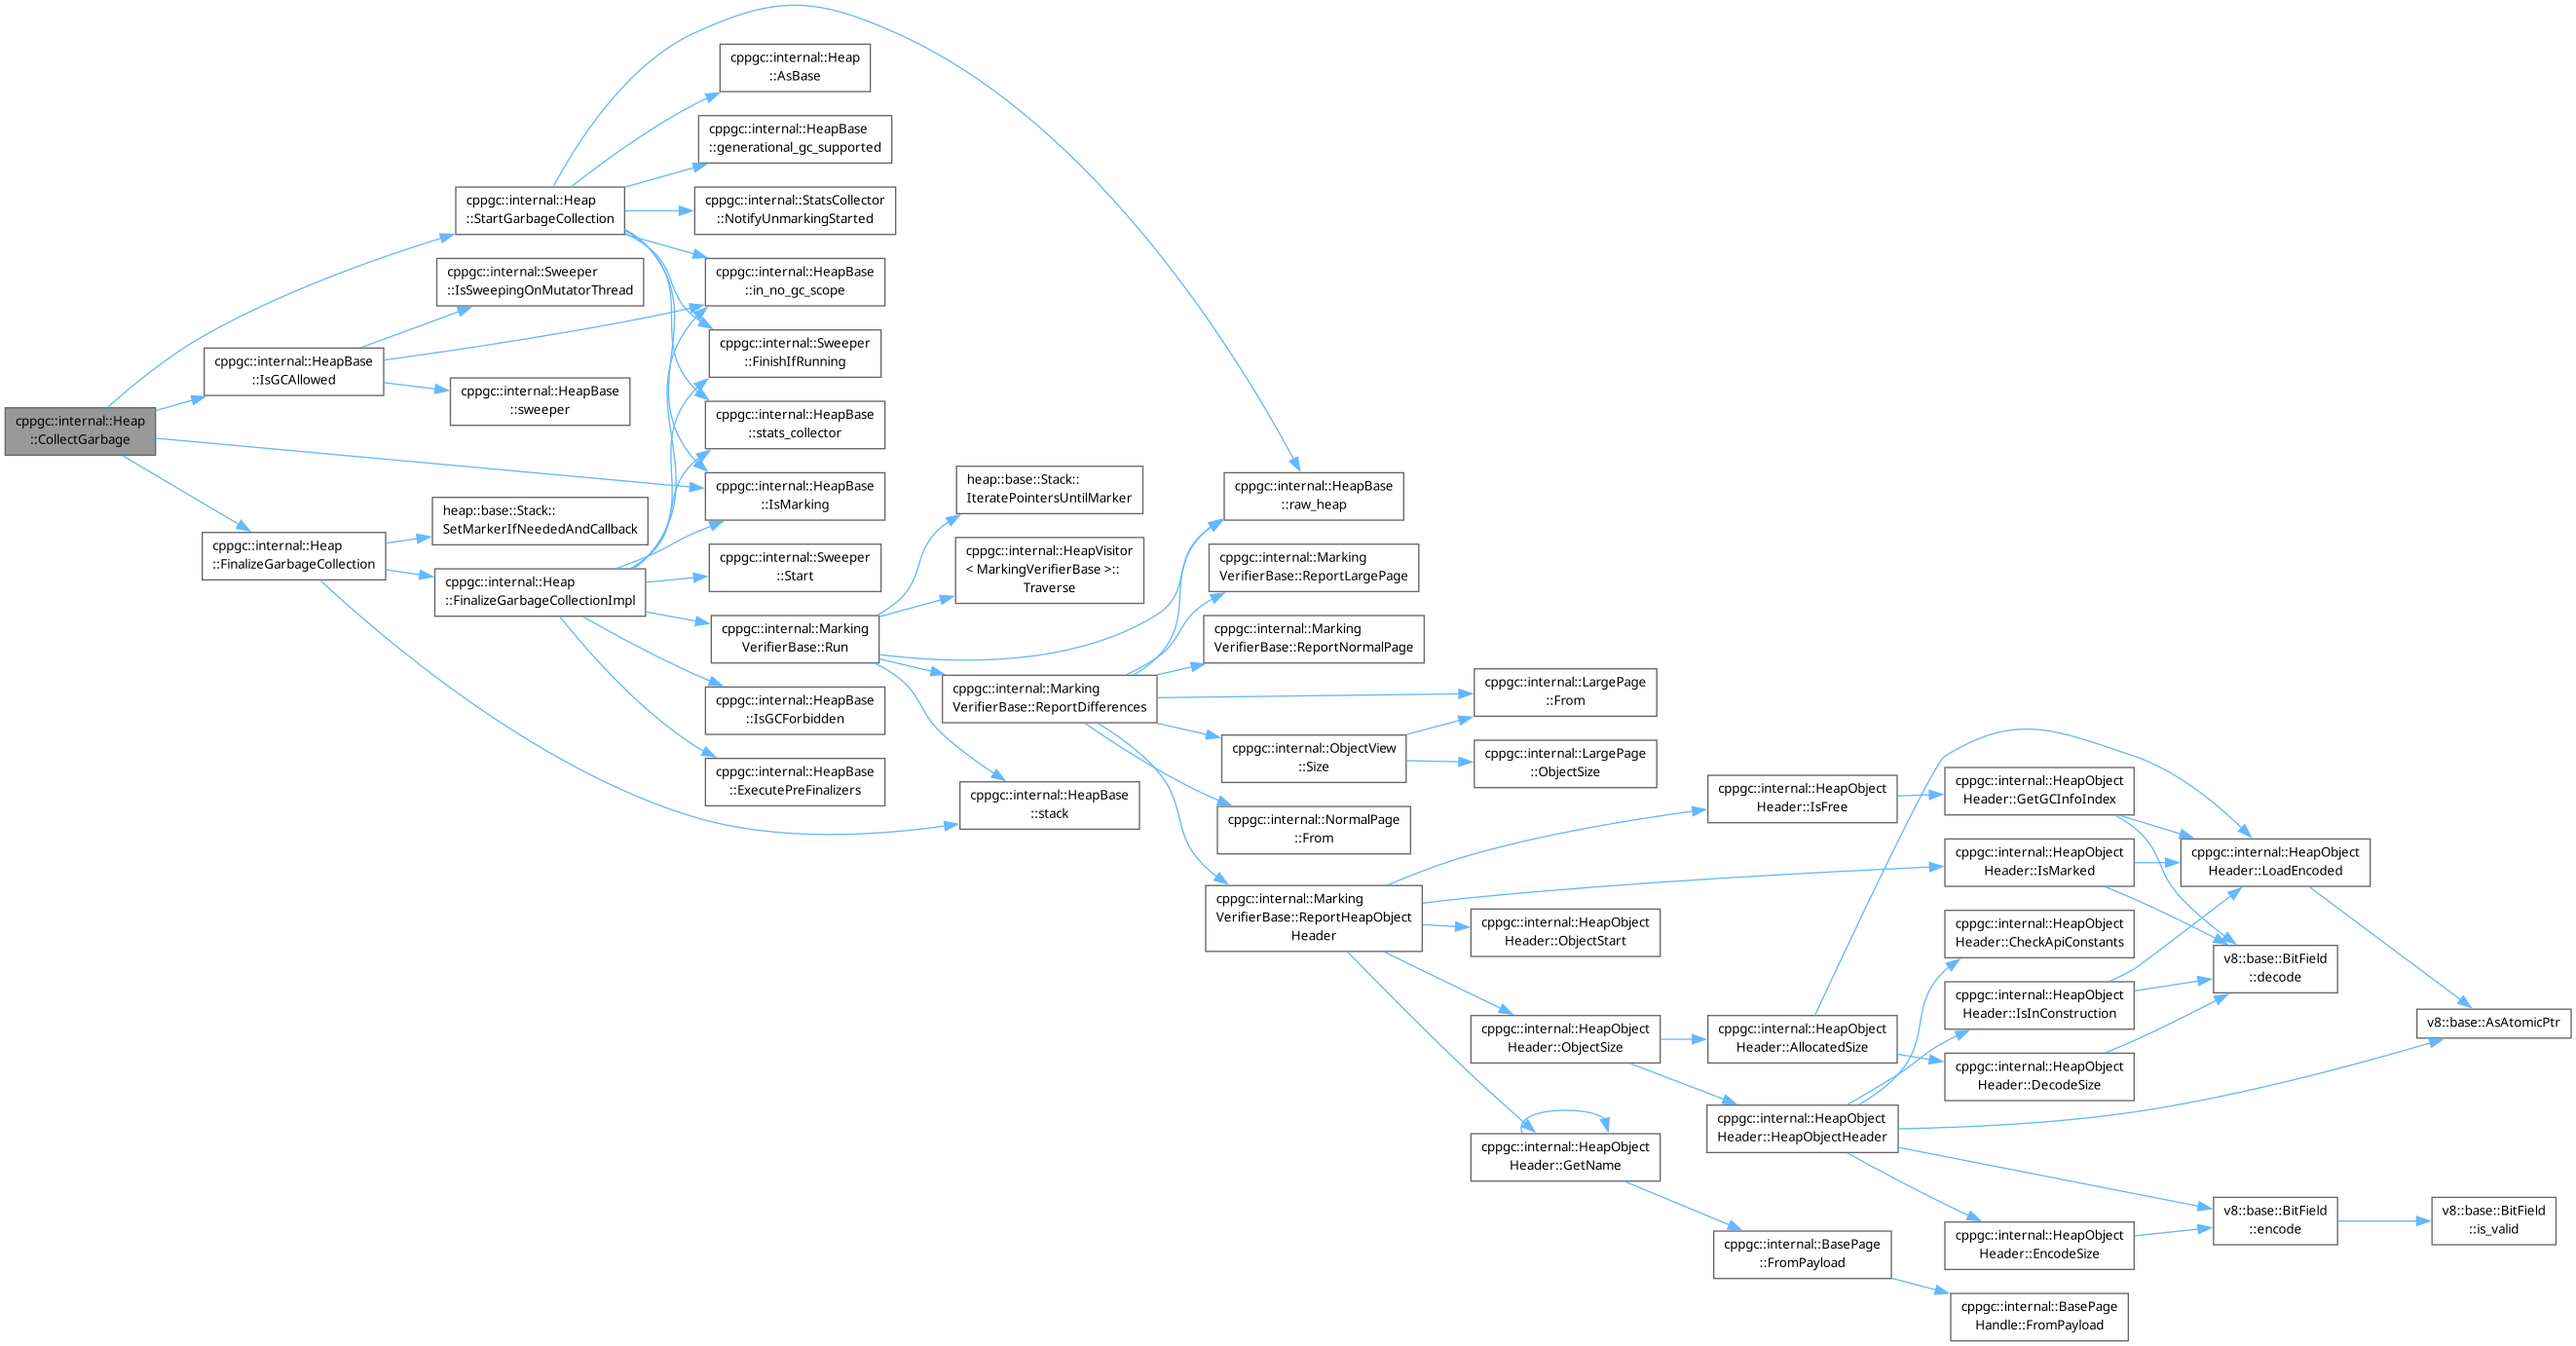 cppgc::internal::Heap
::CollectGarbage
cppgc::internal::Heap
::StartGarbageCollection
cppgc::internal::HeapBase
::IsGCAllowed
cppgc::internal::Sweeper
::IsSweepingOnMutatorThread
cppgc::internal::HeapBase
::sweeper
cppgc::internal::Heap
::FinalizeGarbageCollection
heap::base::Stack::
SetMarkerIfNeededAndCallback
cppgc::internal::Heap
::FinalizeGarbageCollectionImpl
cppgc::internal::Heap
::AsBase
cppgc::internal::HeapBase
::generational_gc_supported
cppgc::internal::StatsCollector
::NotifyUnmarkingStarted
cppgc::internal::HeapBase
::in_no_gc_scope
cppgc::internal::Sweeper
::FinishIfRunning
cppgc::internal::HeapBase
::stats_collector
cppgc::internal::HeapBase
::IsMarking
cppgc::internal::Sweeper
::Start
cppgc::internal::Marking
VerifierBase::Run
cppgc::internal::HeapBase
::IsGCForbidden
cppgc::internal::HeapBase
::ExecutePreFinalizers
heap::base::Stack::
IteratePointersUntilMarker
cppgc::internal::HeapVisitor
< MarkingVerifierBase >::
Traverse
cppgc::internal::Marking
VerifierBase::ReportDifferences
cppgc::internal::HeapBase
::stack
cppgc::internal::HeapBase
::raw_heap
cppgc::internal::Marking
VerifierBase::ReportLargePage
cppgc::internal::Marking
VerifierBase::ReportNormalPage
cppgc::internal::ObjectView
::Size
cppgc::internal::NormalPage
::From
cppgc::internal::Marking
VerifierBase::ReportHeapObject
Header
cppgc::internal::LargePage
::From
cppgc::internal::LargePage
::ObjectSize
cppgc::internal::HeapObject
Header::ObjectStart
cppgc::internal::HeapObject
Header::ObjectSize
cppgc::internal::HeapObject
Header::GetName
cppgc::internal::HeapObject
Header::IsFree
cppgc::internal::HeapObject
Header::AllocatedSize
cppgc::internal::HeapObject
Header::HeapObjectHeader
cppgc::internal::BasePage
::FromPayload
cppgc::internal::HeapObject
Header::GetGCInfoIndex
cppgc::internal::HeapObject
Header::IsMarked
cppgc::internal::HeapObject
Header::CheckApiConstants
cppgc::internal::HeapObject
Header::IsInConstruction
cppgc::internal::HeapObject
Header::DecodeSize
cppgc::internal::HeapObject
Header::EncodeSize
cppgc::internal::BasePage
Handle::FromPayload
cppgc::internal::HeapObject
Header::LoadEncoded
v8::base::BitField
::decode
v8::base::BitField
::encode
v8::base::AsAtomicPtr
v8::base::BitField
::is_valid